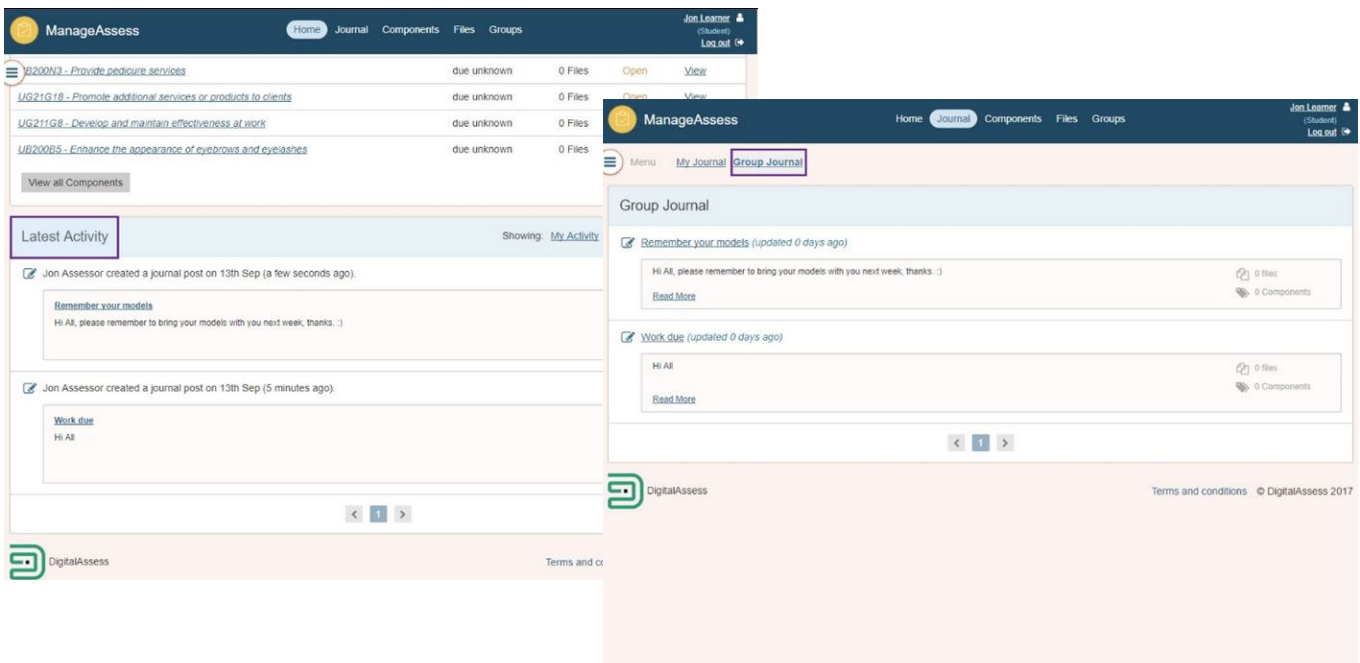 ManageAssess
Home Journal Components Files Groups
Jon Learner
(Student)
Log out
B200N3 - Provide pedicure services due unknown 0 Files Open View
UG21G18 - Promote additional services or products to clients due unknown 0 Files Open View
UG211G8 - Develop and maintain effectiveness at work due unknown 0 Files
UB200B5 - Enhance the appearance of eyebrows and eyelashes due unknown 0 Files
View all Components
Latest Activity Showing: My Activity
Jon Assessor created a journal post on 13th Sep (a few seconds ago).
Remember your models
Hi All, please remember to bring your models with you next week, thanks. :)
Jon Assessor created a journal post on 13th Sep (5 minutes ago).
Work due
Hi All
< 1 >
DigitalAssess Terms and co
ManageAssess
Home Journal Components Files Groups
Jon Learner
(Student)
Log out
Menu My Journal Group Journal
Group Journal
Remember your models (updated 0 days ago)
Hi All, please remember to bring your models with you next week, thanks. :)
0 files
0 Components
Read More
Work due (updated 0 days ago)
Hi All
0 files
0 Components
Read More
< 1 >
DigitalAssess Terms and conditions © DigitalAssess 2017